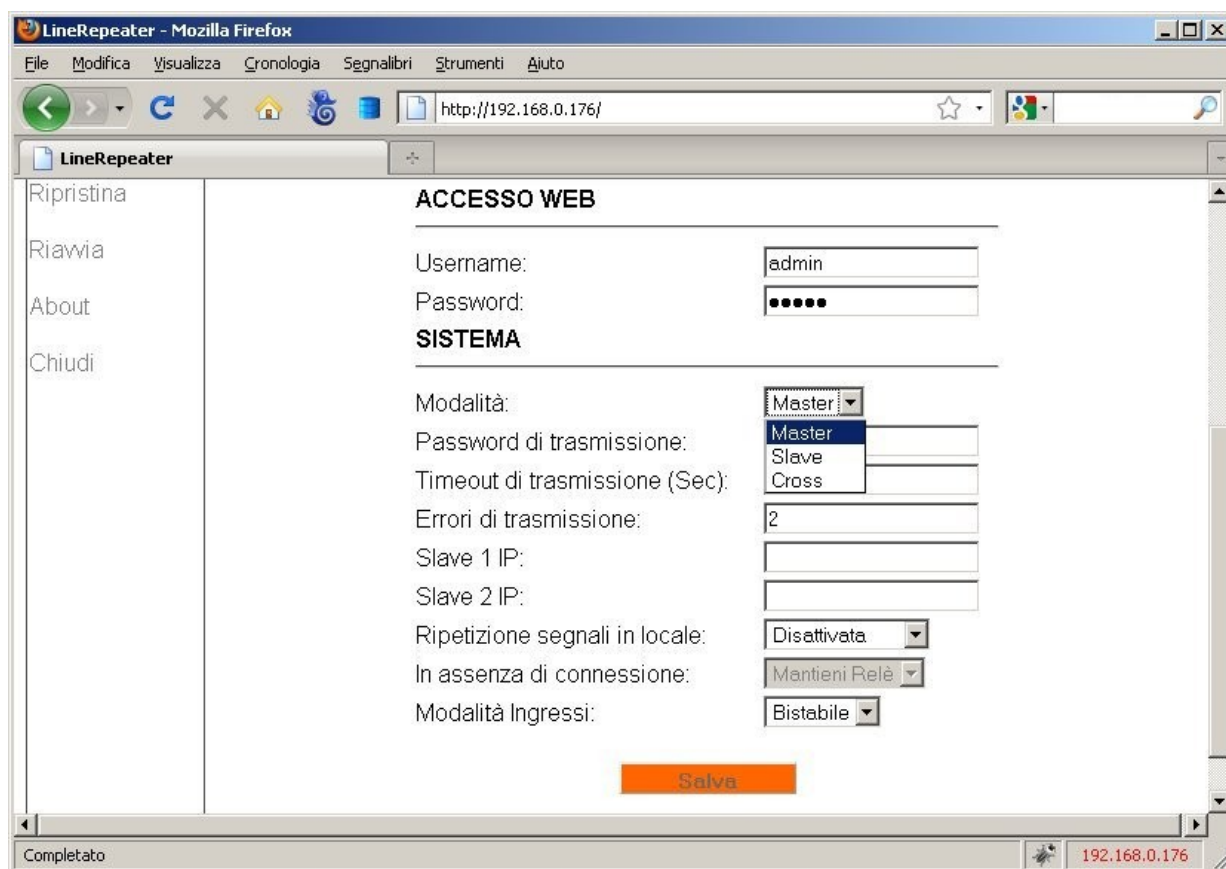 LineRepeater - Mozilla Firefox
File Modifica Visualizza Cronologia Segnalibri Strumenti Aiuto
http://192.168.0.176/
LineRepeater
Ripristina
Riavvia
About
Chiudi
ACCESSO WEB
Username: admin
Password: •••••
SISTEMA
Modalità: Master
Master
Slave
Cross
Password di trasmissione:
Timeout di trasmissione (Sec):
Errori di trasmissione: 2
Slave 1 IP:
Slave 2 IP:
Ripetizione segnali in locale: Disattivata
In assenza di connessione: Mantieni Relè
Modalità Ingressi: Bistabile
Salva
Completato 192.168.0.176